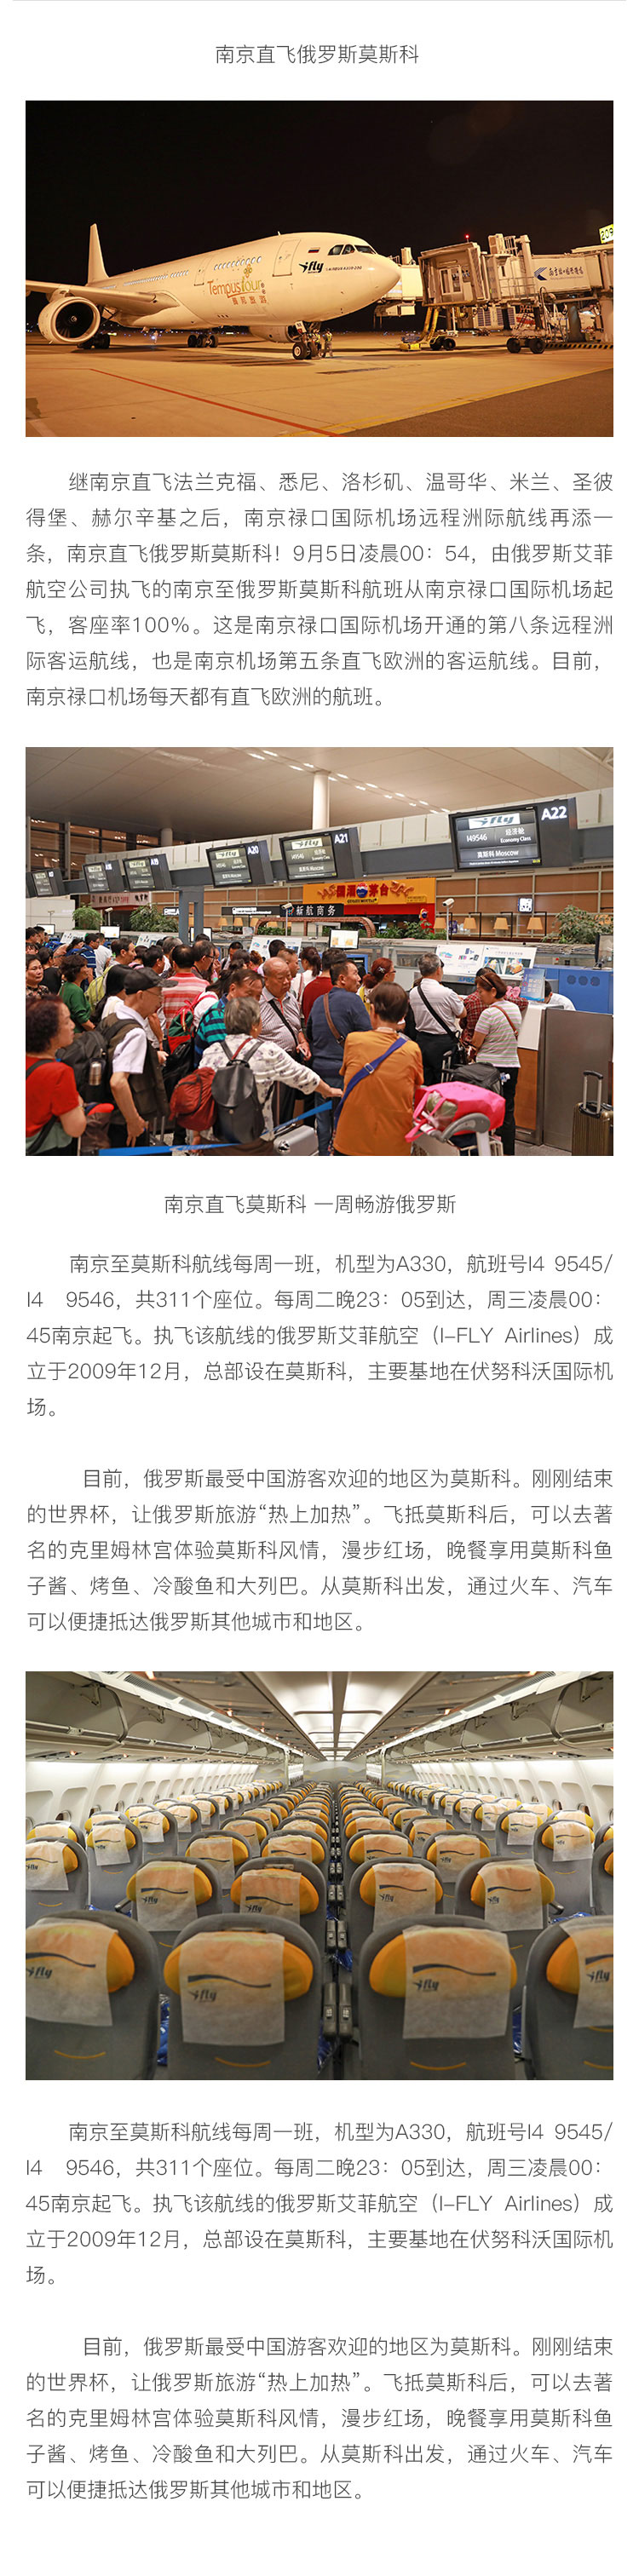 南京直飞俄罗斯莫斯科
ifly
Tempus tour
继南京直飞法兰克福、悉尼、洛杉矶、温哥华、米兰、圣彼
得堡、赫尔辛基之后，南京禄口国际机场远程洲际航线再添一
条，南京直飞俄罗斯莫斯科！9月5日凌晨00：54，由俄罗斯艾菲
航空公司执飞的南京至俄罗斯莫斯科航班从南京禄口国际机场起
飞，客座率100%。这是南京禄口国际机场开通的第八条远程洲
际客运航线，也是南京机场第五条直飞欧洲的客运航线。目前，
南京禄口机场每天都有直飞欧洲的航班。
A22
ifly
I49546
经济舱
Economy Class
莫斯科 Moscow
A21
A20
A19
国酒茅台
新航商务
南京直飞莫斯科 一周畅游俄罗斯
南京至莫斯科航线每周一班，机型为A330，航班号I4 9545/
I4 9546，共311个座位。每周二晚23：05到达，周三凌晨00：
45南京起飞。执飞该航线的俄罗斯艾菲航空（I-FLY Airlines）成
立于2009年12月，总部设在莫斯科，主要基地在伏努科沃国际机
场。
目前，俄罗斯最受中国游客欢迎的地区为莫斯科。刚刚结束
的世界杯，让俄罗斯旅游“热上加热”。飞抵莫斯科后，可以去著
名的克里姆林宫体验莫斯科风情，漫步红场，晚餐享用莫斯科鱼
子酱、烤鱼、冷酸鱼和大列巴。从莫斯科出发，通过火车、汽车
可以便捷抵达俄罗斯其他城市和地区。
ifly
ifly
南京至莫斯科航线每周一班，机型为A330，航班号I4 9545/
I4 9546，共311个座位。每周二晚23：05到达，周三凌晨00：
45南京起飞。执飞该航线的俄罗斯艾菲航空（I-FLY Airlines）成
立于2009年12月，总部设在莫斯科，主要基地在伏努科沃国际机
场。
目前，俄罗斯最受中国游客欢迎的地区为莫斯科。刚刚结束
的世界杯，让俄罗斯旅游“热上加热”。飞抵莫斯科后，可以去著
名的克里姆林宫体验莫斯科风情，漫步红场，晚餐享用莫斯科鱼
子酱、烤鱼、冷酸鱼和大列巴。从莫斯科出发，通过火车、汽车
可以便捷抵达俄罗斯其他城市和地区。